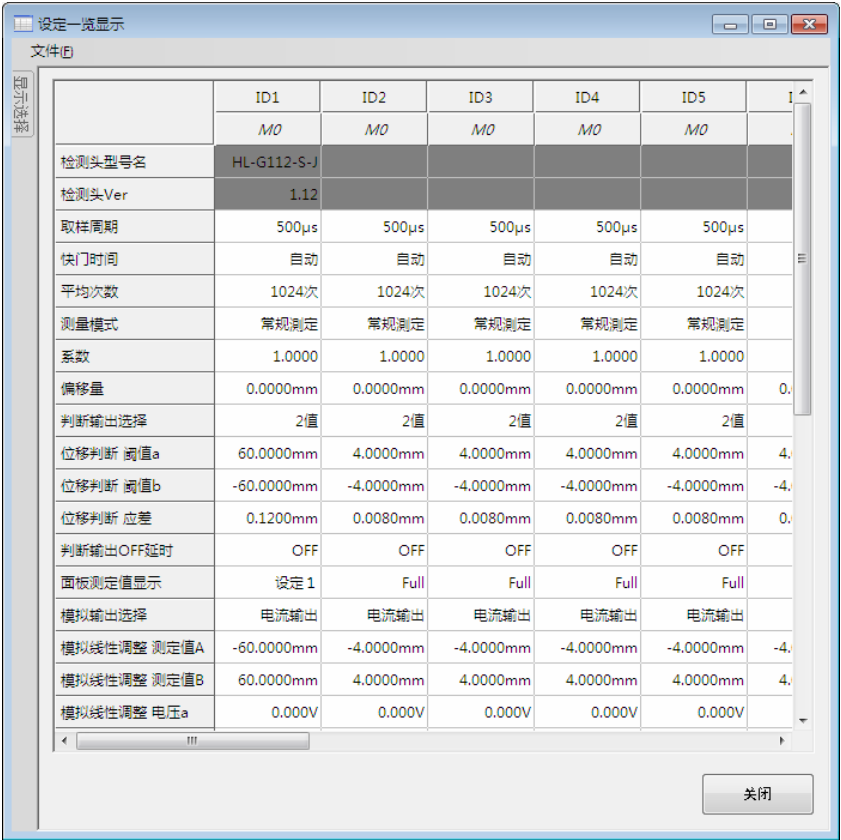 设定一览显示
文件(F)
显示选择
ID1 ID2 ID3 ID4 ID5
M0 M0 M0 M0 M0
检测头型号名 HL-G112-S-J
检测头Ver 1.12
取样周期 500μs 500μs 500μs 500μs 500μs
快门时间 自动 自动 自动 自动 自动
平均次数 1024次 1024次 1024次 1024次 1024次
测量模式 常规测定 常规测定 常规测定 常规测定 常规测定
系数 1.0000 1.0000 1.0000 1.0000 1.0000
偏移量 0.0000mm 0.0000mm 0.0000mm 0.0000mm 0.0000mm 0.
判断输出选择 2值 2值 2值 2值 2值
位移判断 阈值a 60.0000mm 4.0000mm 4.0000mm 4.0000mm 4.0000mm 4.
位移判断 阈值b -60.0000mm -4.0000mm -4.0000mm -4.0000mm -4.0000mm -4.
位移判断 应差 0.1200mm 0.0080mm 0.0080mm 0.0080mm 0.0080mm 0.
判断输出OFF延时 OFF OFF OFF OFF OFF
面板测定值显示 设定1 Full Full Full Full
模拟输出选择 电流输出 电流输出 电流输出 电流输出 电流输出
模拟线性调整 测定值A -60.0000mm -4.0000mm -4.0000mm -4.0000mm -4.0000mm -4.
模拟线性调整 测定值B 60.0000mm 4.0000mm 4.0000mm 4.0000mm 4.0000mm 4.
模拟线性调整 电压a 0.000V 0.000V 0.000V 0.000V 0.000V
关闭